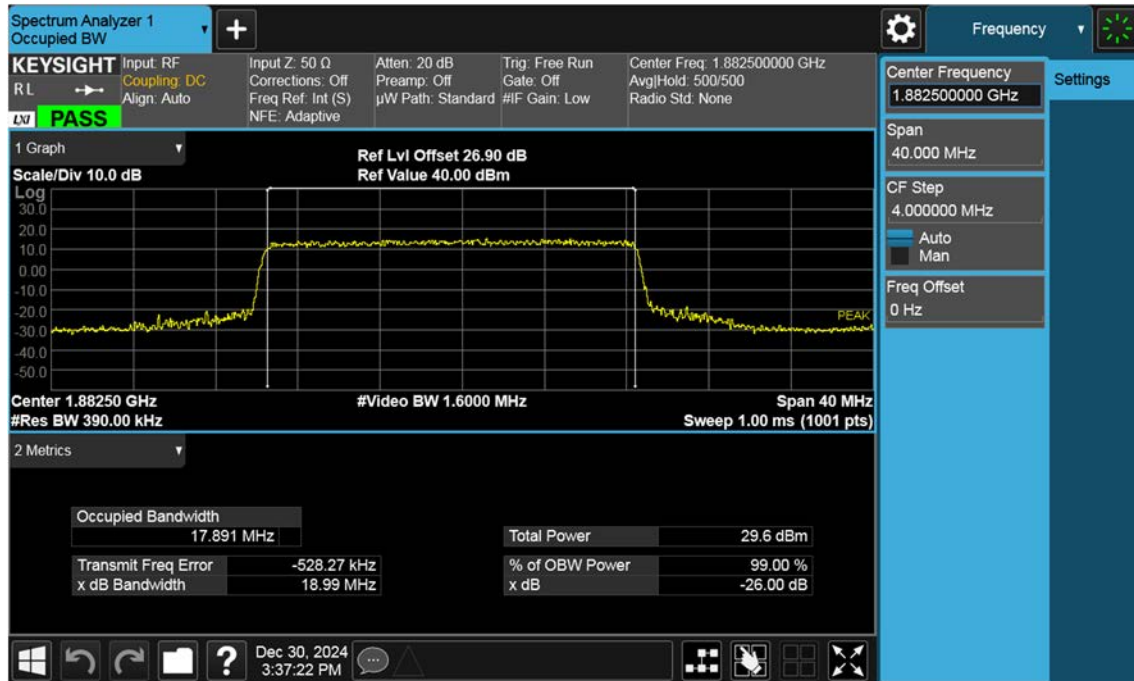 Spectrum Analyzer 1
Occupied BW
Frequency
KEYSIGHT
R L
LXI PASS
Input: RF
Coupling: DC
Align: Auto
Input Z: 50 Ω
Corrections: Off
Freq Ref: Int (S)
NFE: Adaptive
Atten: 20 dB
Preamp: Off
µW Path: Standard
Trig: Free Run
Gate: Off
#IF Gain: Low
Center Freq: 1.882500000 GHz
Avg|Hold: 500/500
Radio Std: None
Center Frequency
1.882500000 GHz
Settings
Span
40.000 MHz
CF Step
4.000000 MHz
Auto
Man
Freq Offset
0 Hz
1 Graph
Scale/Div 10.0 dB
Ref Lvl Offset 26.90 dB
Ref Value 40.00 dBm
Log
30.0
20.0
10.0
0.00
-10.0
-20.0
-30.0
-40.0
-50.0
PEAK
Center 1.88250 GHz
#Video BW 1.6000 MHz
Span 40 MHz
#Res BW 390.00 kHz
Sweep 1.00 ms (1001 pts)
2 Metrics
Occupied Bandwidth
17.891 MHz
Total Power 29.6 dBm
Transmit Freq Error -528.27 kHz
% of OBW Power 99.00 %
x dB Bandwidth 18.99 MHz
x dB -26.00 dB
?
Dec 30, 2024
3:37:22 PM